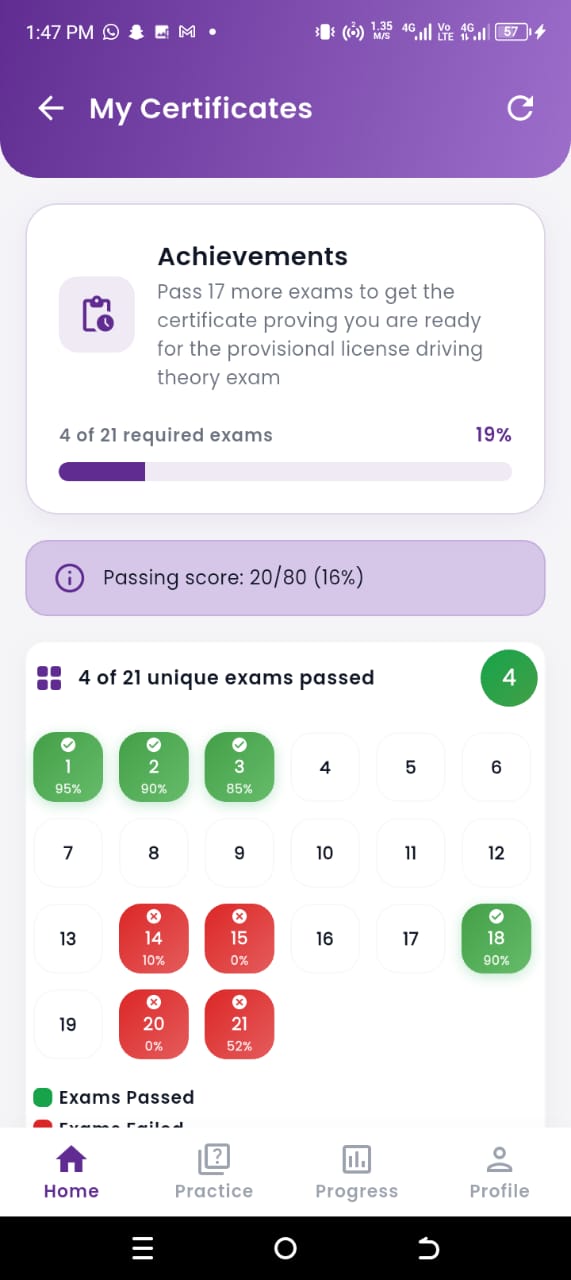 1:47 PM
1.35 M/S 4G Vo LTE 4G 57
My Certificates
Achievements
Pass 17 more exams to get the
certificate proving you are ready
for the provisional license driving
theory exam
4 of 21 required exams 19%
Passing score: 20/80 (16%)
4 of 21 unique exams passed 4
1 2 3 4 5 6
95% 90% 85%
7 8 9 10 11 12
13 14 15 16 17 18
10% 0% 90%
19 20 21
0% 52%
Exams Passed
Exams Failed
Home Practice Progress Profile